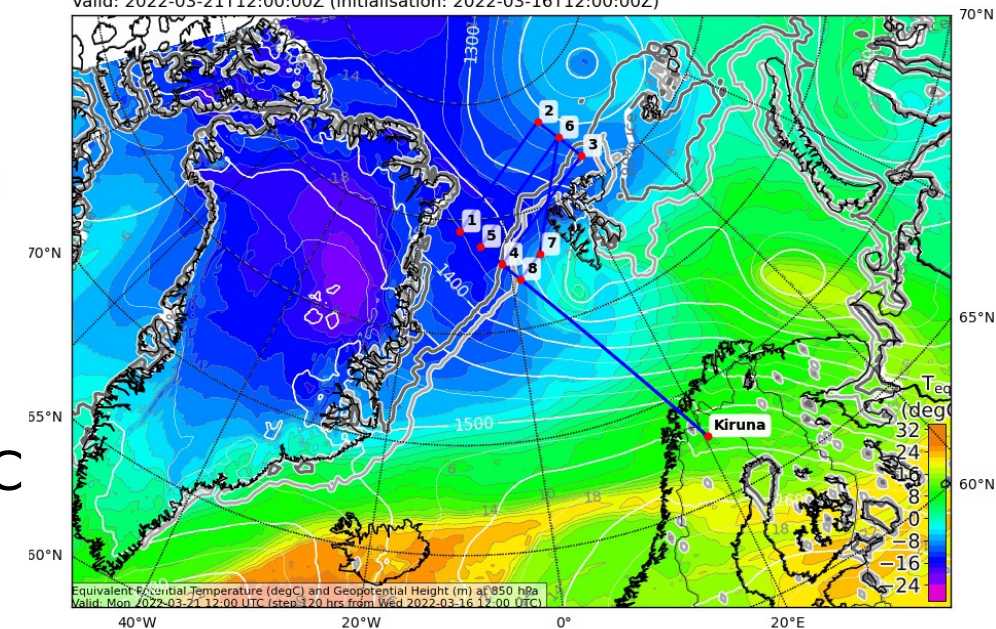 Valid: 2022-03-21T12:00:00Z (Initialisation: 2022-03-16T12:00:00Z)
70°N
1300
-14
2
6
3
-18
1
5
4
7
8
70°N
1400
65°N
55°N
1500
Kiruna
(deg
C
32
24
16
8
0
−8
−16
−24
6
10
18
14
18
60°N
50°N
Equivalent Potential Temperature (degC) and Geopotential Height (m) at 850 hPa
Valid: Mon 2022-03-21 12:00 UTC (step 120 hrs from Wed 2022-03-16 12:00 UTC)
40°W
20°W
0°
20°E